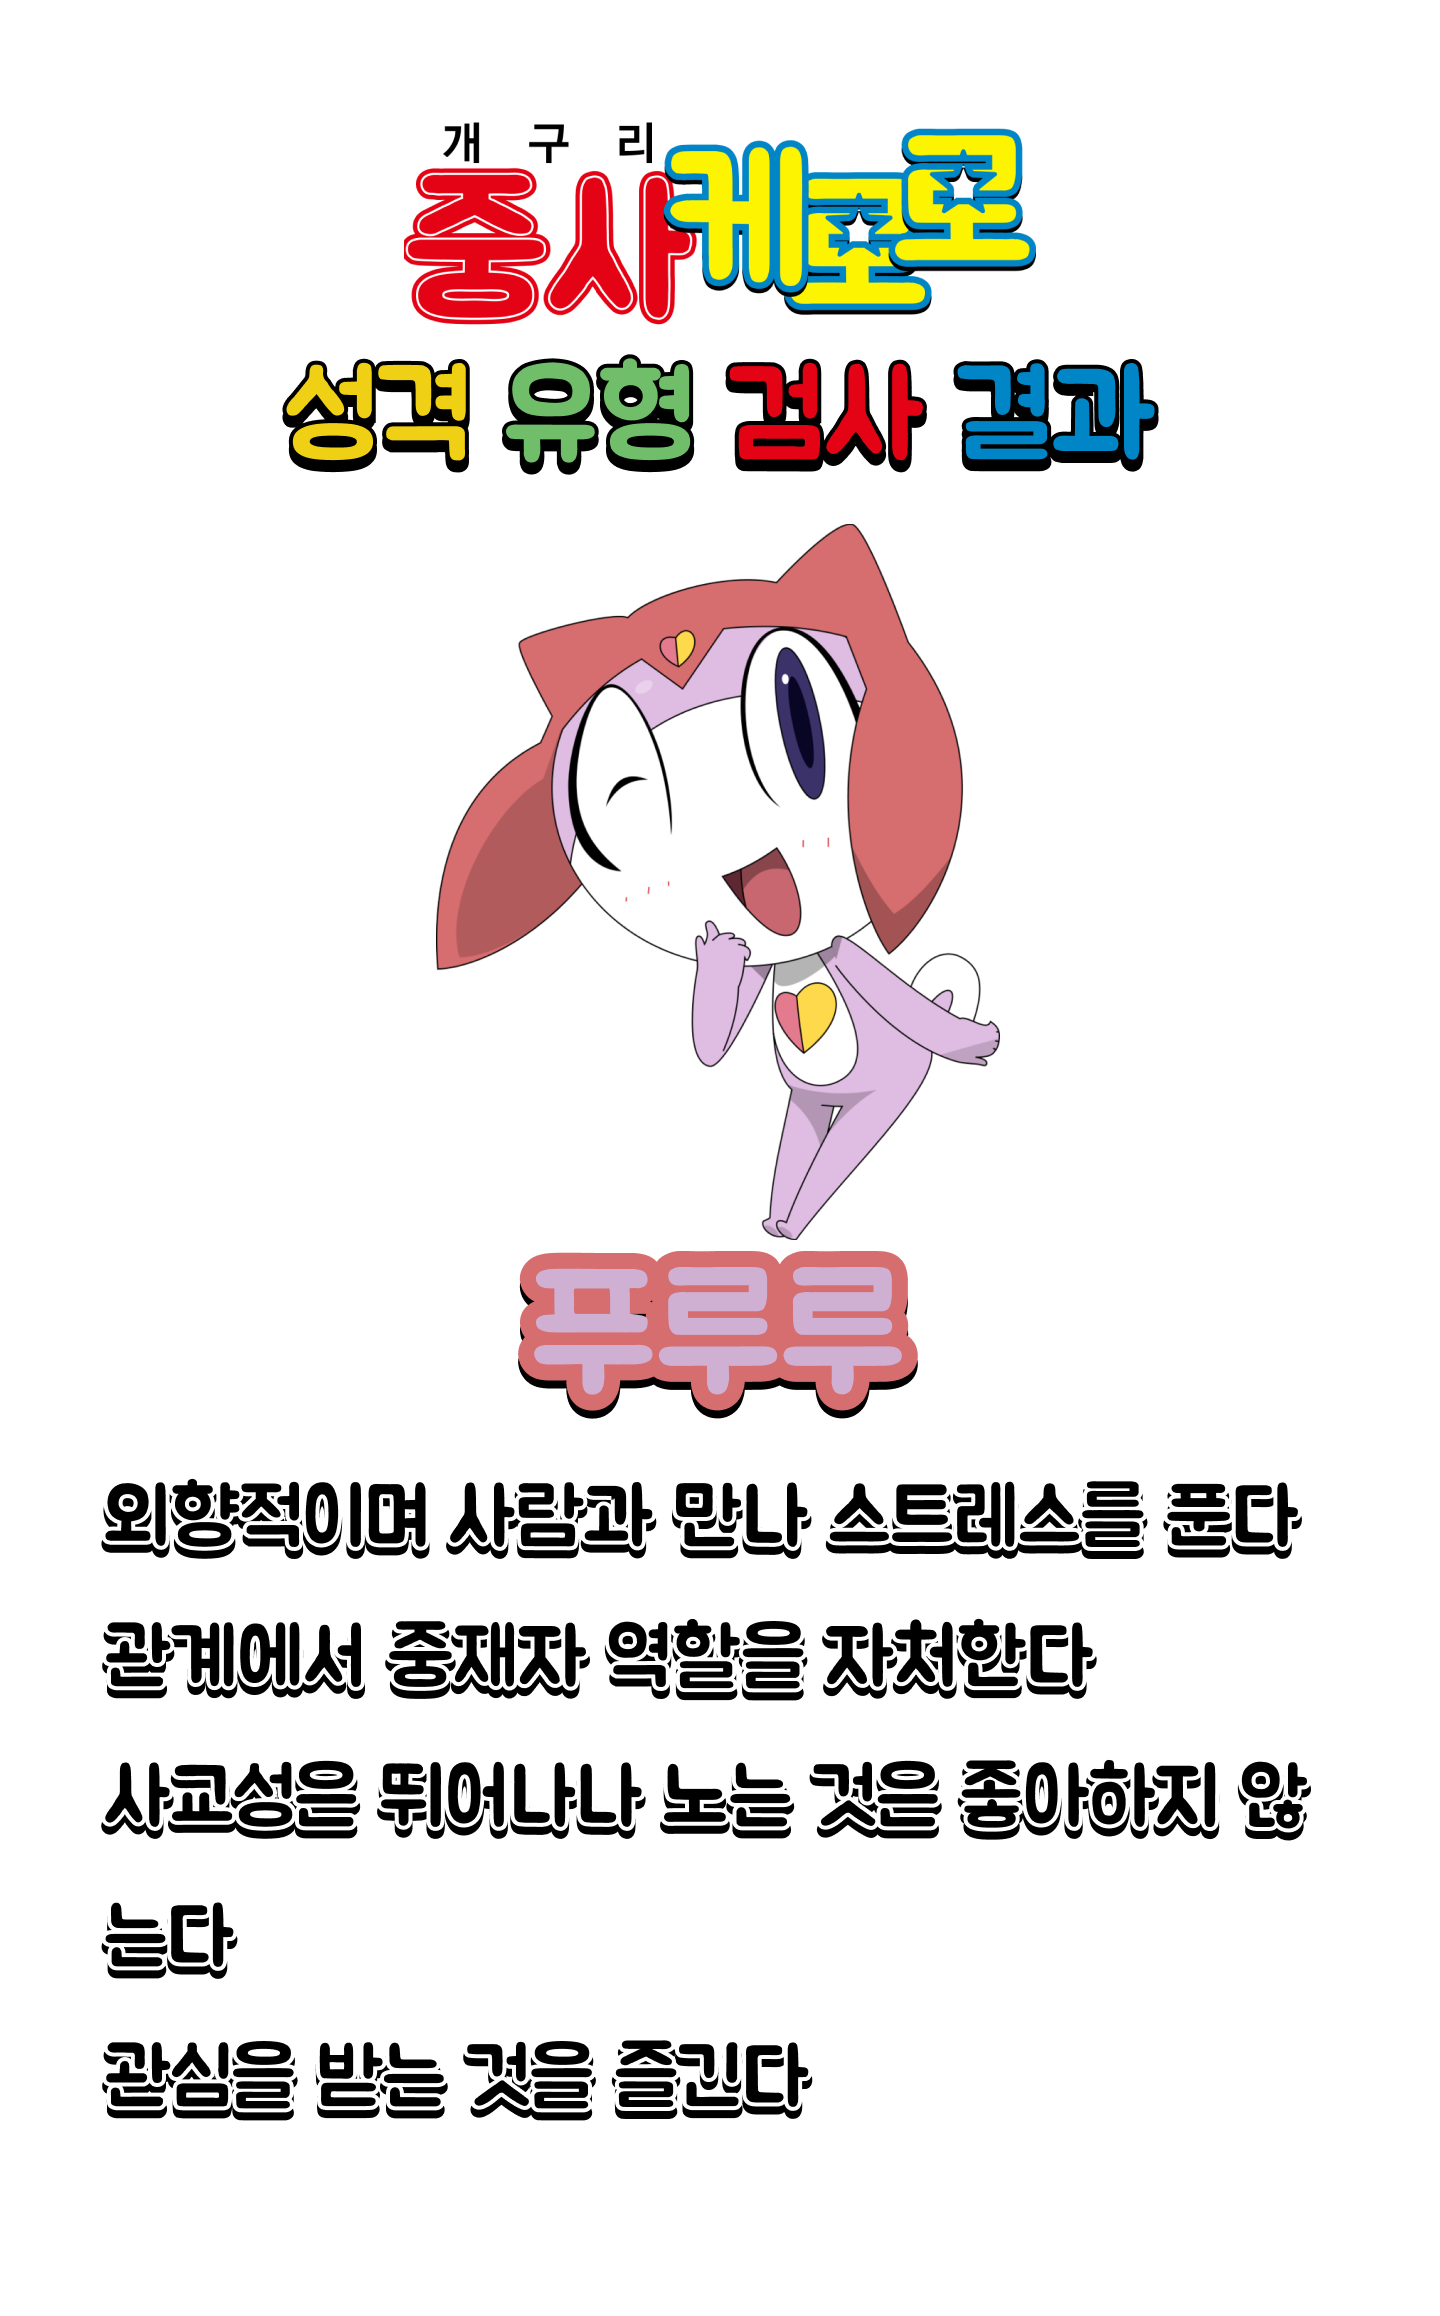 개 구 리
중사케로로
성격 유형 검사 결과
푸루루
외향적이며 사람과 만나 스트레스를 푼다
관계에서 중재자 역할을 자처한다
사교성은 뛰어나나 노는 것은 좋아하지 않
는다
관심을 받는 것을 즐긴다